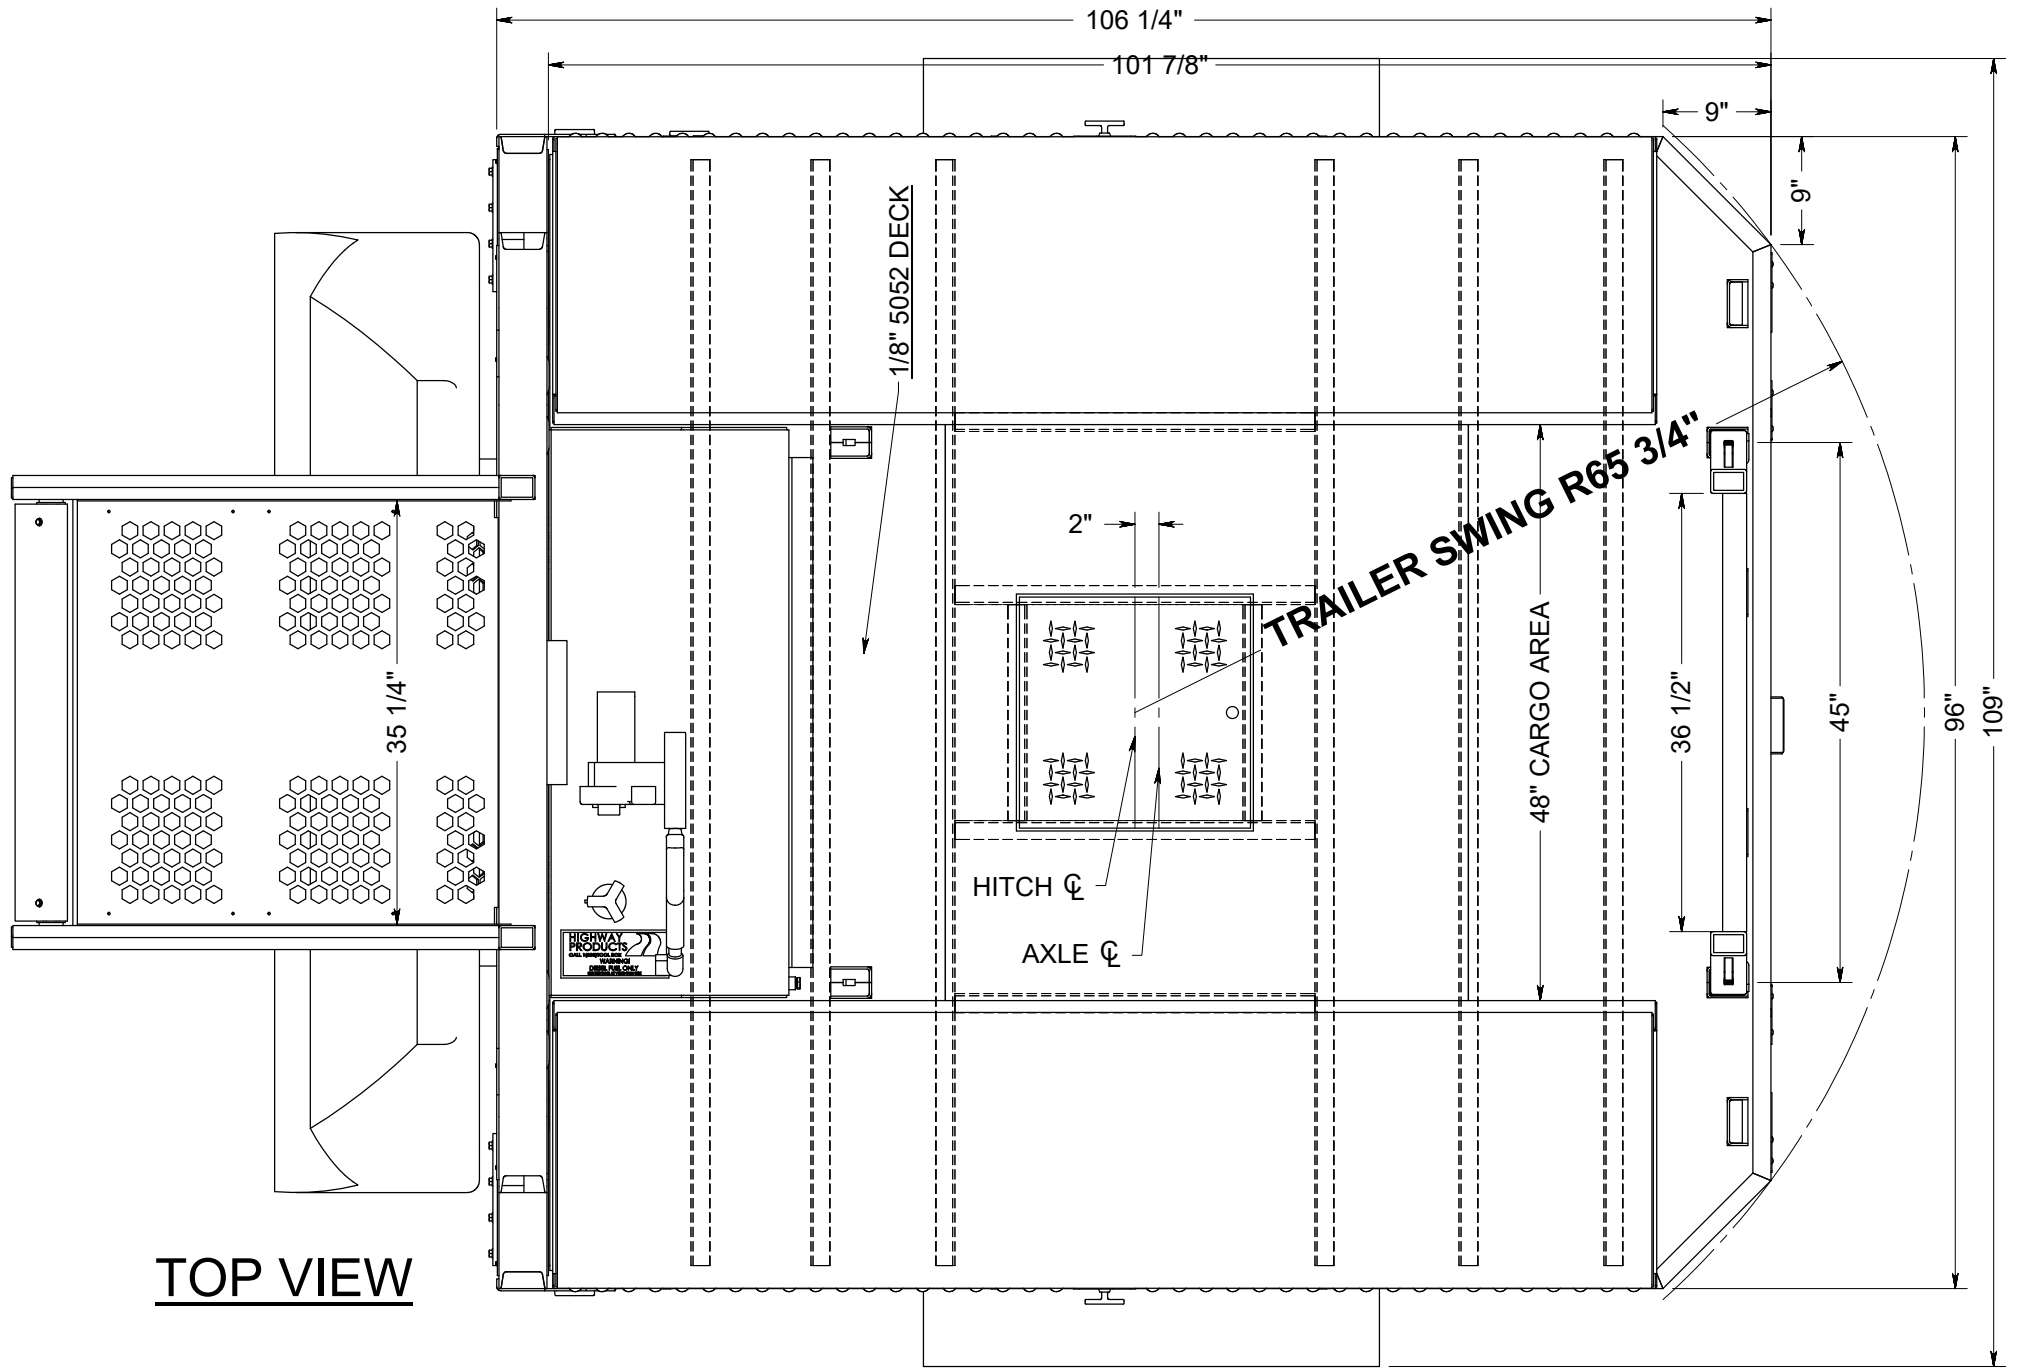 106 1/4"
101 7/8"
9"
9"
1/8" 5052 DECK
TRAILER SWING R65 3/4"
2"
35 1/4"
48" CARGO AREA
36 1/2"
45"
96"
109"
HITCH ℄
AXLE ℄
HIGHWAY
PRODUCTS
WARNING!
DIESEL FUEL ONLY
TOP VIEW